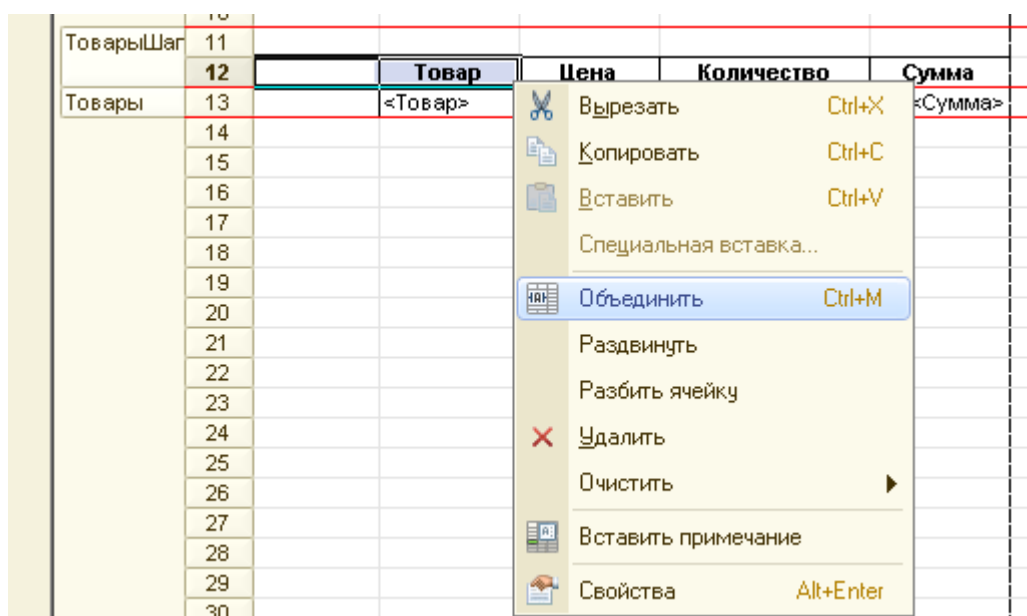 ТоварыШап 11
12 Товар Цена Количество Сумма
Товары 13 <Товар> <Сумма>
14
15
16
17
18
19
20
21
22
23
24
25
26
27
28
29
30
Вырезать Ctrl+X
Копировать Ctrl+C
Вставить Ctrl+V
Специальная вставка...
Объединить Ctrl+M
Раздвинуть
Разбить ячейку
Удалить
Очистить
Вставить примечание
Свойства Alt+Enter